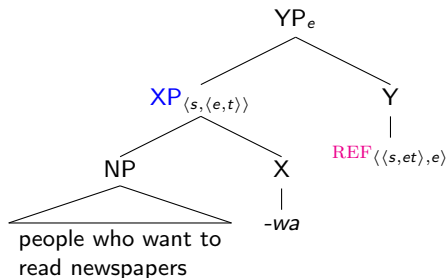 YPₑ
XP⟨s,⟨e,t⟩⟩ Y
REF⟨⟨s,et⟩,e⟩
NP X
-wa
people who want to
read newspapers